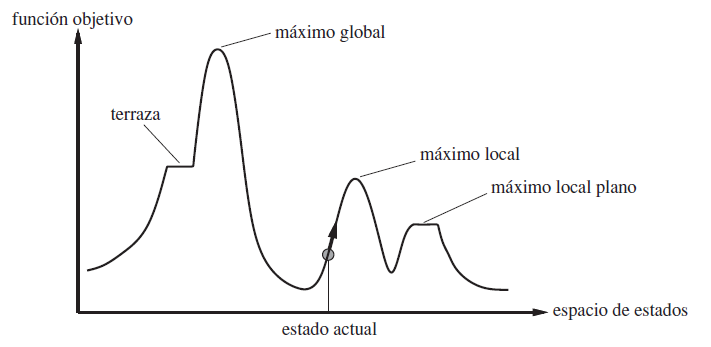 función objetivo
máximo global
terraza
máximo local
máximo local plano
espacio de estados
estado actual